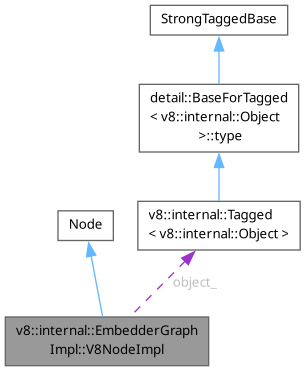 StrongTaggedBase
detail::BaseForTagged
< v8::internal::Object
>::type
v8::internal::Tagged
< v8::internal::Object >
Node
object_
v8::internal::EmbedderGraph
Impl::V8NodeImpl